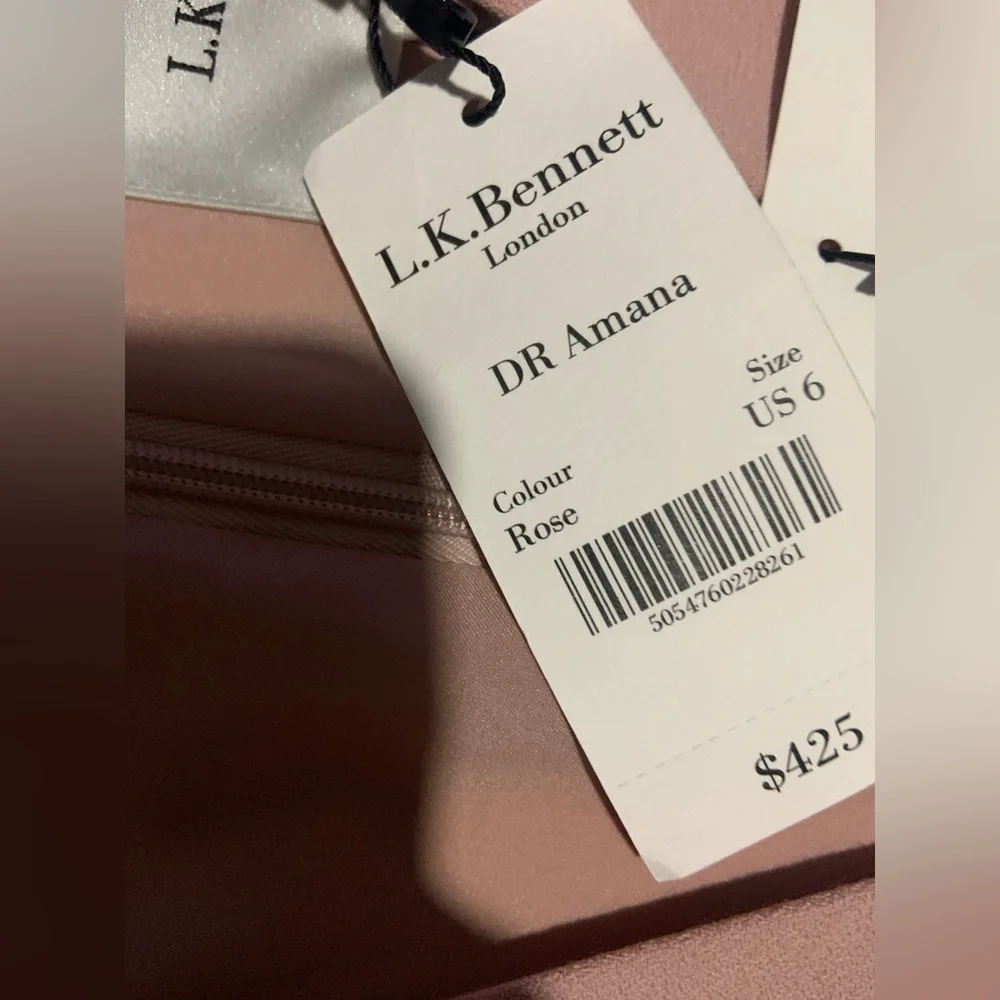 L.K
L.K.Bennett
London
DR Amana
Size
US 6
Colour
Rose
5054760228261
$425